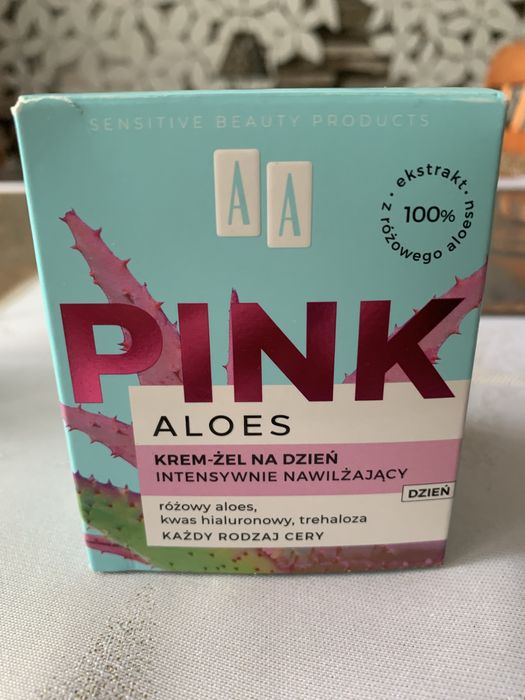 SENSITIVE BEAUTY PRODUCTS
AA
• ekstrakt •
z różowego aloesu
100%
PINK
ALOES
KREM-ŻEL NA DZIEŃ
INTENSYWNIE NAWILŻAJĄCY
DZIEŃ
różowy aloes,
kwas hialuronowy, trehaloza
KAŻDY RODZAJ CERY